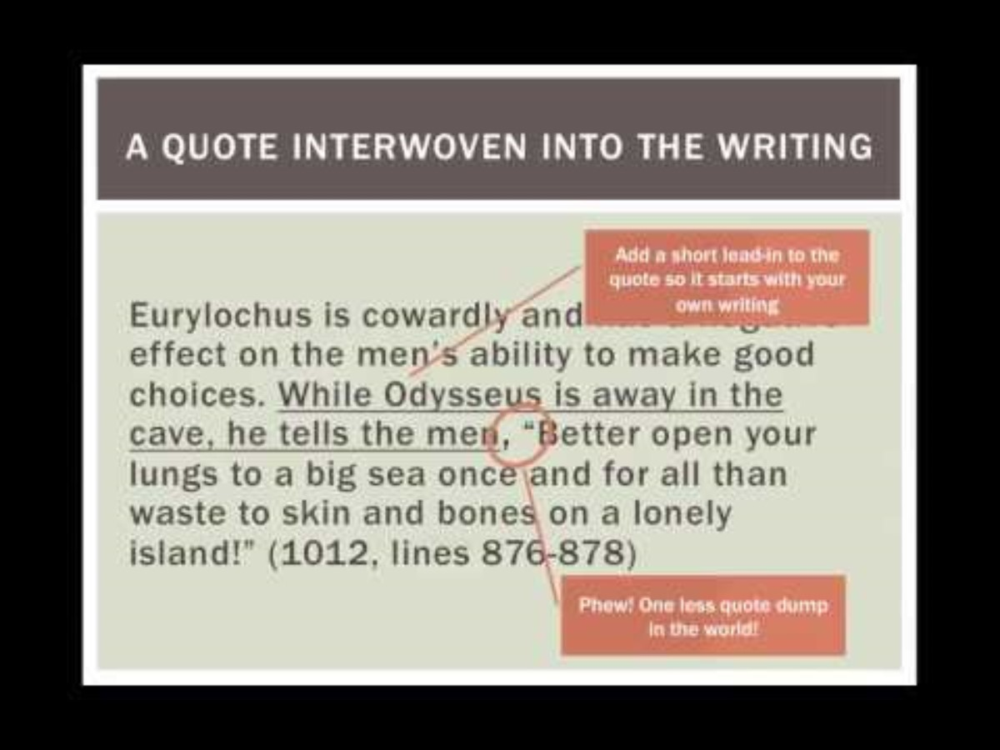 A QUOTE INTERWOVEN INTO THE WRITING
Add a short lead-in to the
quote so it starts with your
own writing
Eurylochus is cowardly and
effect on the men's ability to make good
choices. While Odysseus is away in the
cave, he tells the men, “Better open your
lungs to a big sea once and for all than
waste to skin and bones on a lonely
island!” (1012, lines 876-878)
Phew! One less quote dump
in the world!